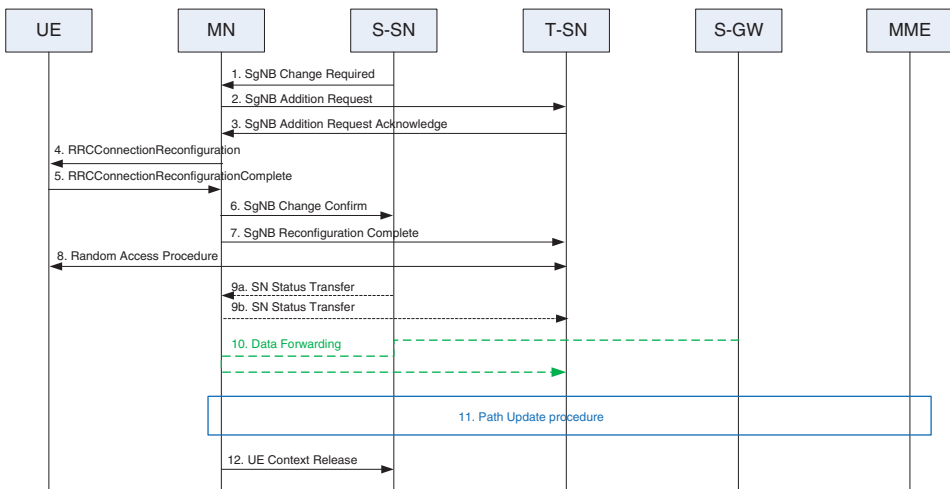 UE
MN
S-SN
T-SN
S-GW
MME
1. SgNB Change Required
2. SgNB Addition Request
3. SgNB Addition Request Acknowledge
4. RRCConnectionReconfiguration
5. RRCConnectionReconfigurationComplete
6. SgNB Change Confirm
7. SgNB Reconfiguration Complete
8. Random Access Procedure
9a. SN Status Transfer
9b. SN Status Transfer
10. Data Forwarding
11. Path Update procedure
12. UE Context Release